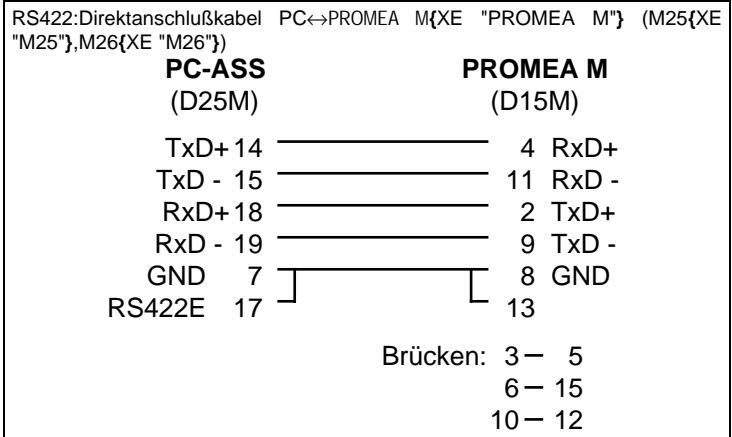 RS422:Direktanschlußkabel PC↔PROMEA M{XE "PROMEA M"} (M25{XE
"M25"},M26{XE "M26"})
PC-ASS PROMEA M
(D25M) (D15M)
TxD+ 14 4 RxD+
TxD - 15 11 RxD -
RxD+ 18 2 TxD+
RxD - 19 9 TxD -
GND 7 8 GND
RS422E 17 13
Brücken: 3 — 5
6 — 15
10 — 12